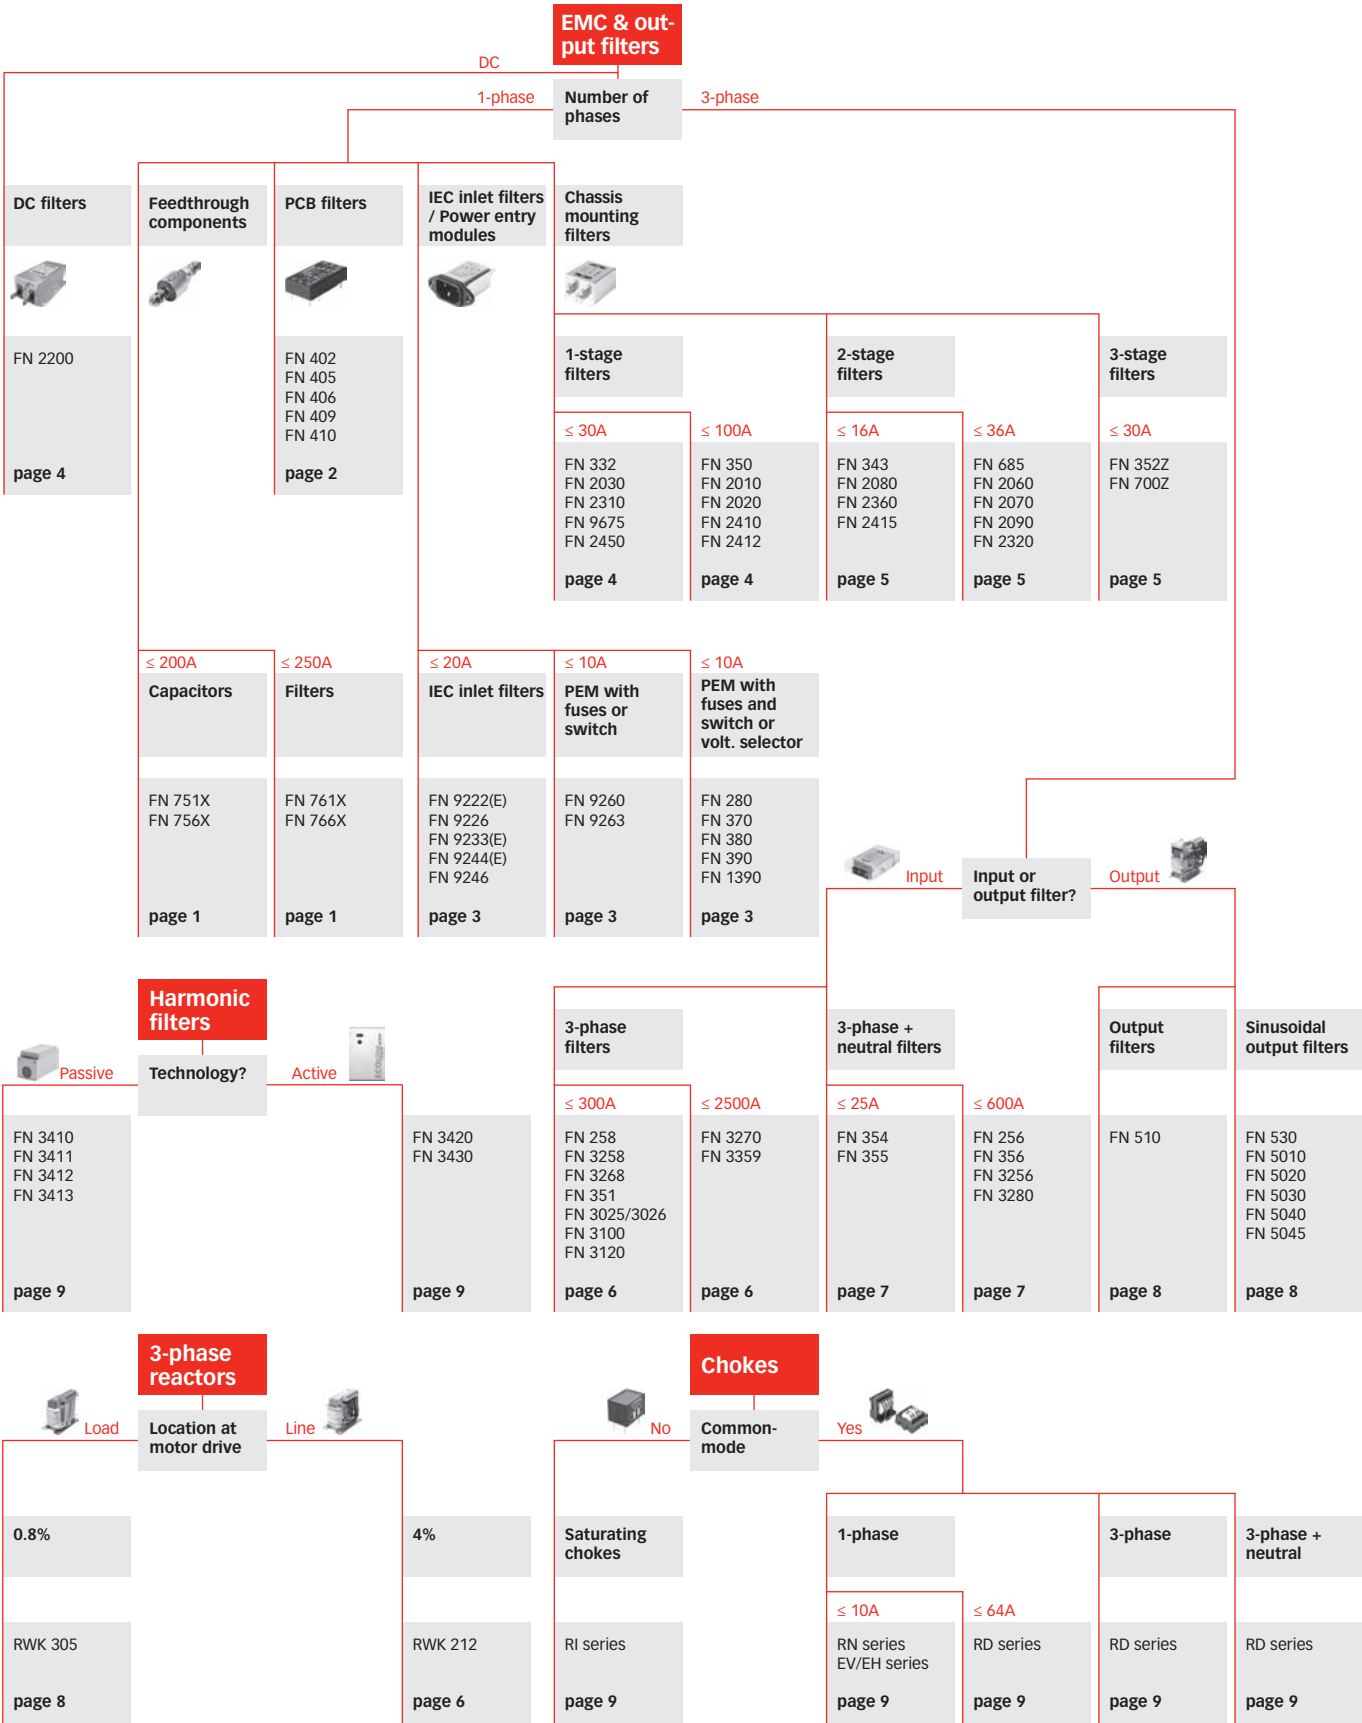 EMC & out-
put filters
DC
1-phase
Number of
phases
3-phase
DC filters
Feedthrough
components
PCB filters
IEC inlet filters
/ Power entry
modules
Chassis
mounting
filters
FN 2200
page 4
FN 402
FN 405
FN 406
FN 409
FN 410
page 2
1-stage
filters
2-stage
filters
3-stage
filters
≤ 30A
FN 332
FN 2030
FN 2310
FN 9675
FN 2450
page 4
≤ 100A
FN 350
FN 2010
FN 2020
FN 2410
FN 2412
page 4
≤ 16A
FN 343
FN 2080
FN 2360
FN 2415
page 5
≤ 36A
FN 685
FN 2060
FN 2070
FN 2090
FN 2320
page 5
≤ 30A
FN 352Z
FN 700Z
page 5
≤ 200A
Capacitors
FN 751X
FN 756X
page 1
≤ 250A
Filters
FN 761X
FN 766X
page 1
≤ 20A
IEC inlet filters
FN 9222(E)
FN 9226
FN 9233(E)
FN 9244(E)
FN 9246
page 3
≤ 10A
PEM with
fuses or
switch
FN 9260
FN 9263
page 3
≤ 10A
PEM with
fuses and
switch or
volt. selector
FN 280
FN 370
FN 380
FN 390
FN 1390
page 3
Input
Input or
output filter?
Output
3-phase
filters
≤ 300A
FN 258
FN 3258
FN 3268
FN 351
FN 3025/3026
FN 3100
FN 3120
page 6
≤ 2500A
FN 3270
FN 3359
page 6
3-phase +
neutral filters
≤ 25A
FN 354
FN 355
page 7
≤ 600A
FN 256
FN 356
FN 3256
FN 3280
page 7
Output
filters
FN 510
page 8
Sinusoidal
output filters
FN 530
FN 5010
FN 5020
FN 5030
FN 5040
FN 5045
page 8
Harmonic
filters
Passive
Technology?
Active
FN 3410
FN 3411
FN 3412
FN 3413
page 9
FN 3420
FN 3430
page 9
3-phase
reactors
Load
Location at
motor drive
Line
0.8%
RWK 305
page 8
4%
RWK 212
page 6
Chokes
No
Common-
mode
Yes
Saturating
chokes
RI series
page 9
1-phase
≤ 10A
RN series
EV/EH series
page 9
≤ 64A
RD series
page 9
3-phase
RD series
page 9
3-phase +
neutral
RD series
page 9